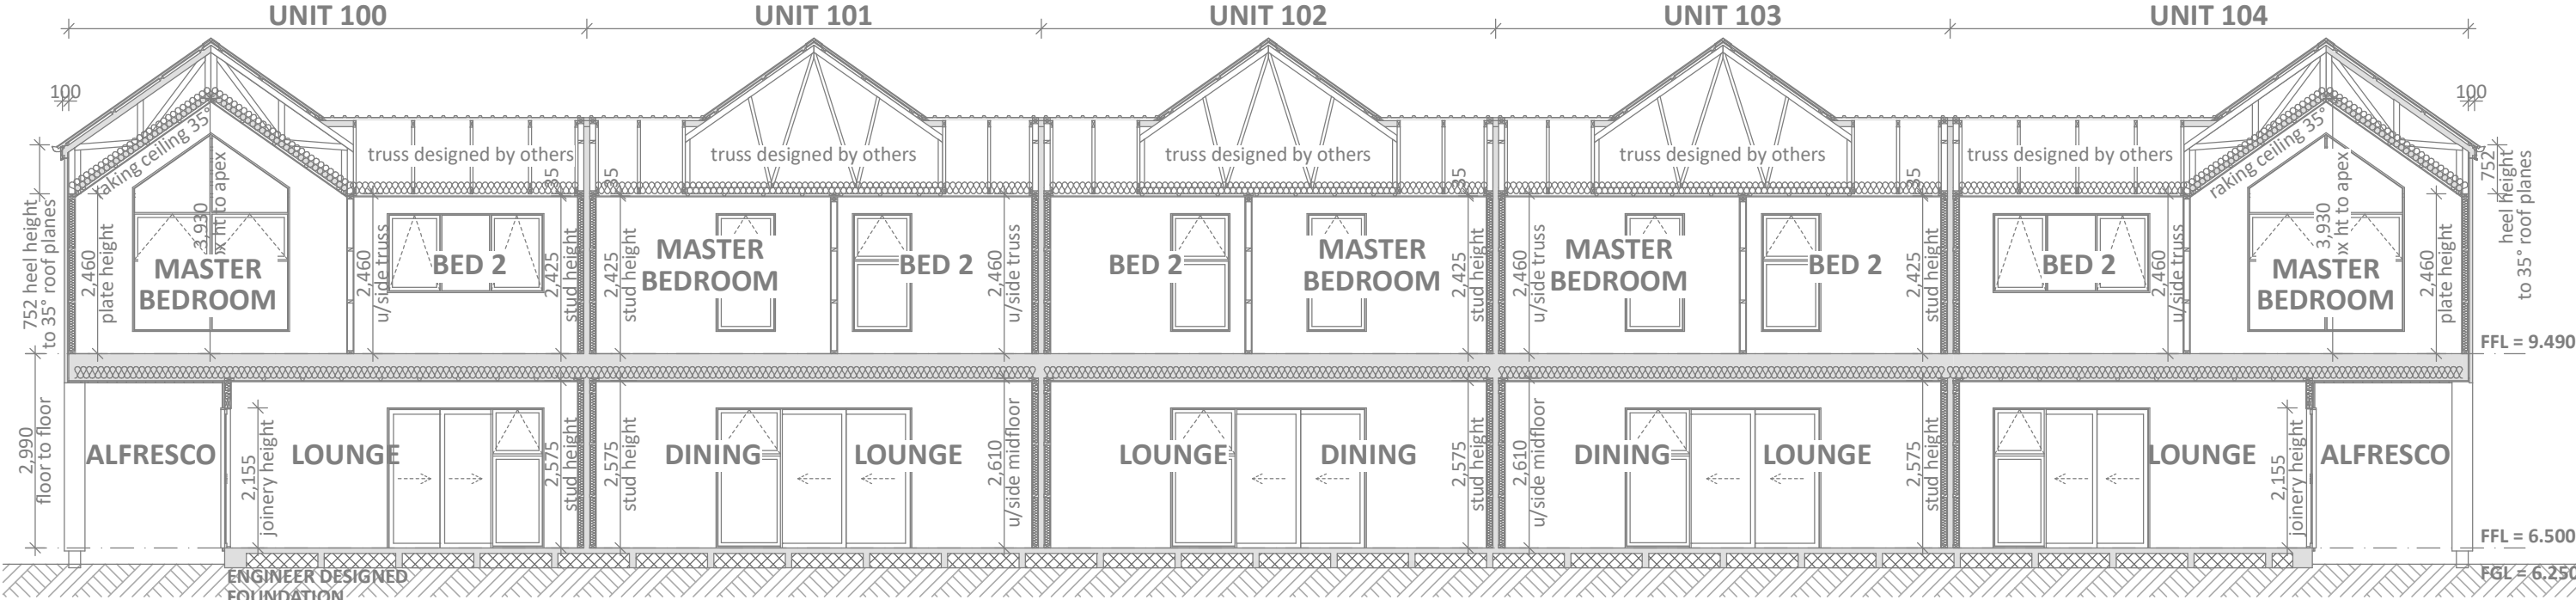 UNIT 100
UNIT 101
UNIT 102
UNIT 103
UNIT 104
100
100
raking ceiling 35°
truss designed by others
truss designed by others
truss designed by others
truss designed by others
truss designed by others
raking ceiling 35°
35
35
35
35
752 heel height
to 35° roof planes
2,460
plate height
3,930
ht to apex
MASTER
BEDROOM
2,460
u/side truss
BED 2
2,425
stud height
2,425
stud height
MASTER
BEDROOM
BED 2
2,460
u/side truss
BED 2
MASTER
BEDROOM
2,425
stud height
2,460
u/side truss
MASTER
BEDROOM
BED 2
2,425
stud height
BED 2
2,460
u/side truss
3,930
ht to apex
MASTER
BEDROOM
2,460
plate height
752
heel height
to 35° roof planes
FFL = 9.490
2,990
floor to floor
ALFRESCO
2,155
joinery height
LOUNGE
2,575
stud height
2,575
stud height
DINING
LOUNGE
2,610
u/side midfloor
LOUNGE
DINING
2,575
stud height
2,610
u/side midfloor
DINING
LOUNGE
2,575
stud height
LOUNGE
2,155
joinery height
ALFRESCO
FFL = 6.500
FGL = 6.250
ENGINEER DESIGNED
FOUNDATION